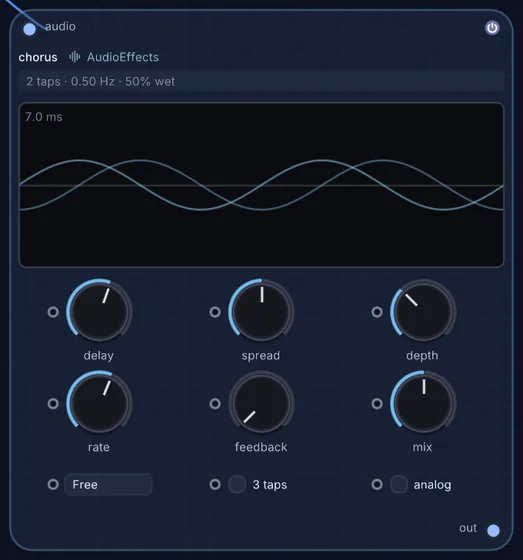 audio
chorus AudioEffects
2 taps · 0.50 Hz · 50% wet
7.0 ms
delay spread depth
rate feedback mix
Free 3 taps analog
out